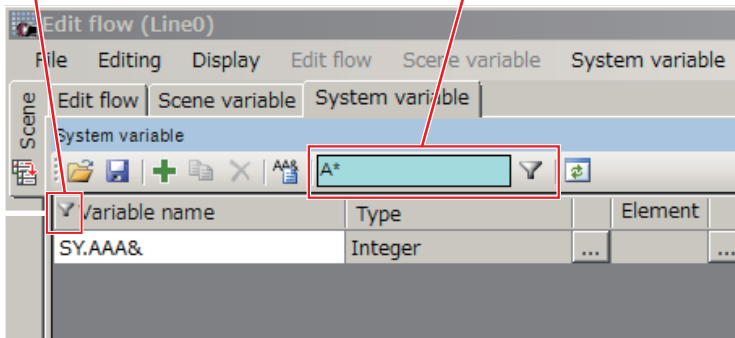 Edit flow (Line0)
File Editing Display Edit flow Scene variable System variable
Scene
Edit flow Scene variable System variable
System variable
AA& A*
Variable name Type Element
SY.AAA& Integer ... ...